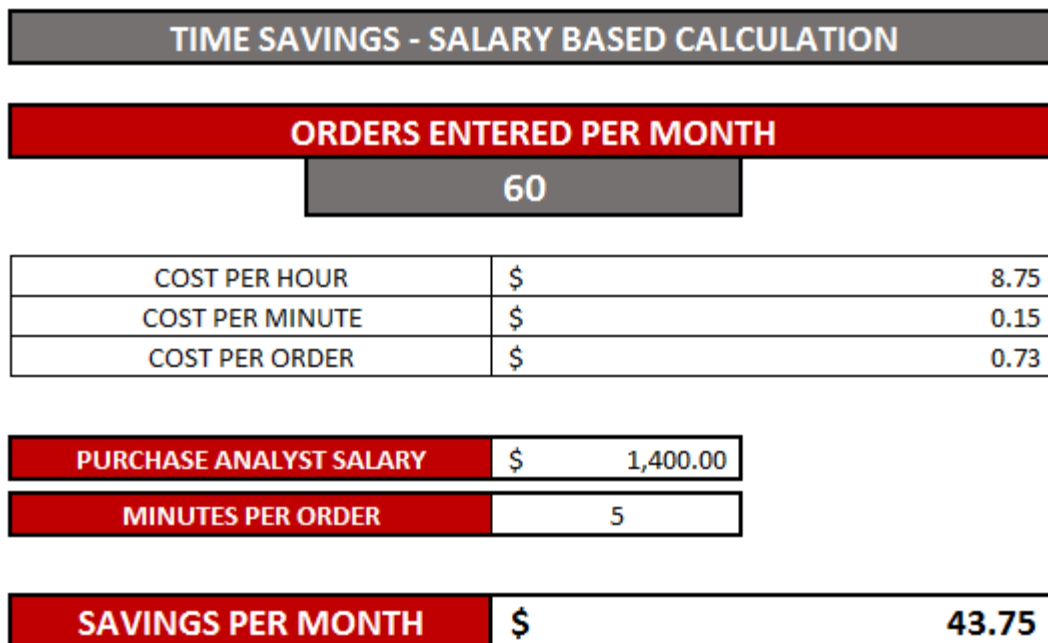 TIME SAVINGS - SALARY BASED CALCULATION
ORDERS ENTERED PER MONTH
60
COST PER HOUR $ 8.75
COST PER MINUTE $ 0.15
COST PER ORDER $ 0.73
PURCHASE ANALYST SALARY $ 1,400.00
MINUTES PER ORDER 5
SAVINGS PER MONTH $ 43.75